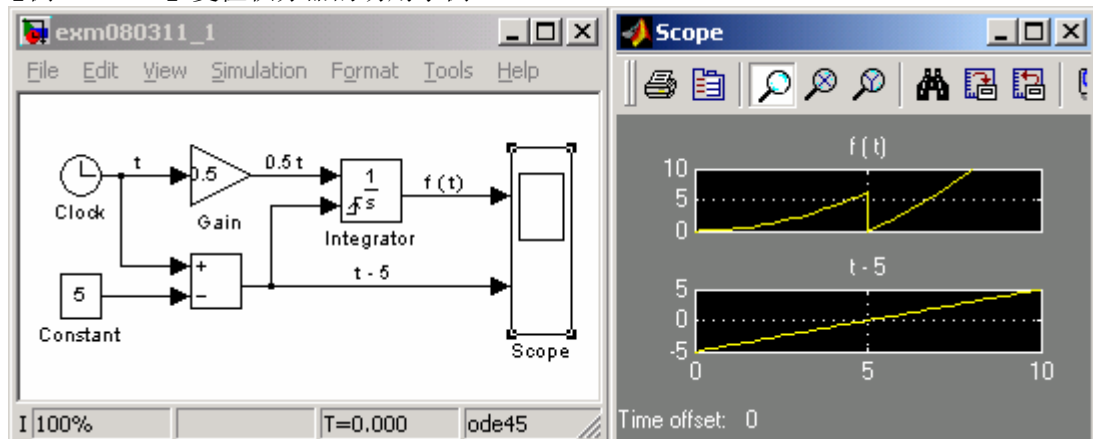 exm080311_1
File Edit View Simulation Format Tools Help
t
0.5
0.5 t
1
s
f (t)
Clock
Gain
Integrator
+
−
t - 5
5
Constant
Scope
100%
T=0.000
ode45
Scope
f ( t)
10
5
0
t - 5
5
0
-5
0
5
10
Time offset: 0